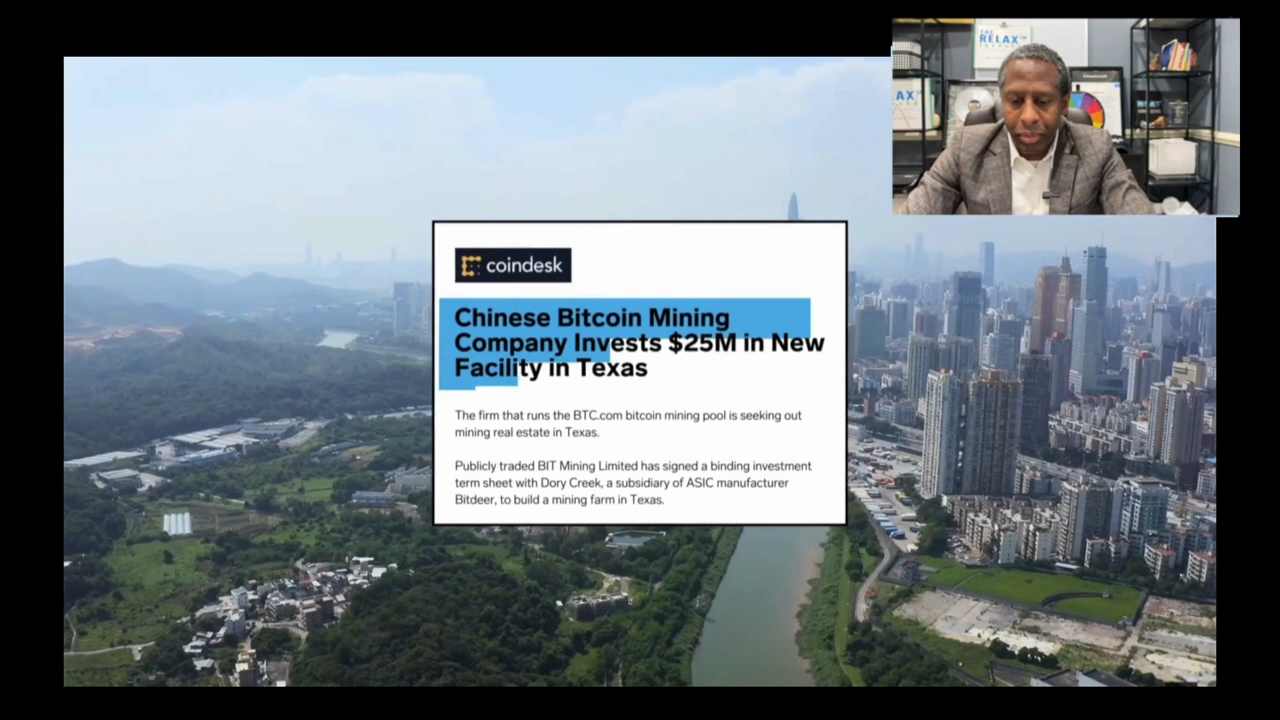 THE
RELAX
AX
coindesk
Chinese Bitcoin Mining
Company Invests $25M in New
Facility in Texas
The firm that runs the BTC.com bitcoin mining pool is seeking out
mining real estate in Texas.
Publicly traded BIT Mining Limited has signed a binding investment
term sheet with Dory Creek, a subsidiary of ASIC manufacturer
Bitdeer, to build a mining farm in Texas.